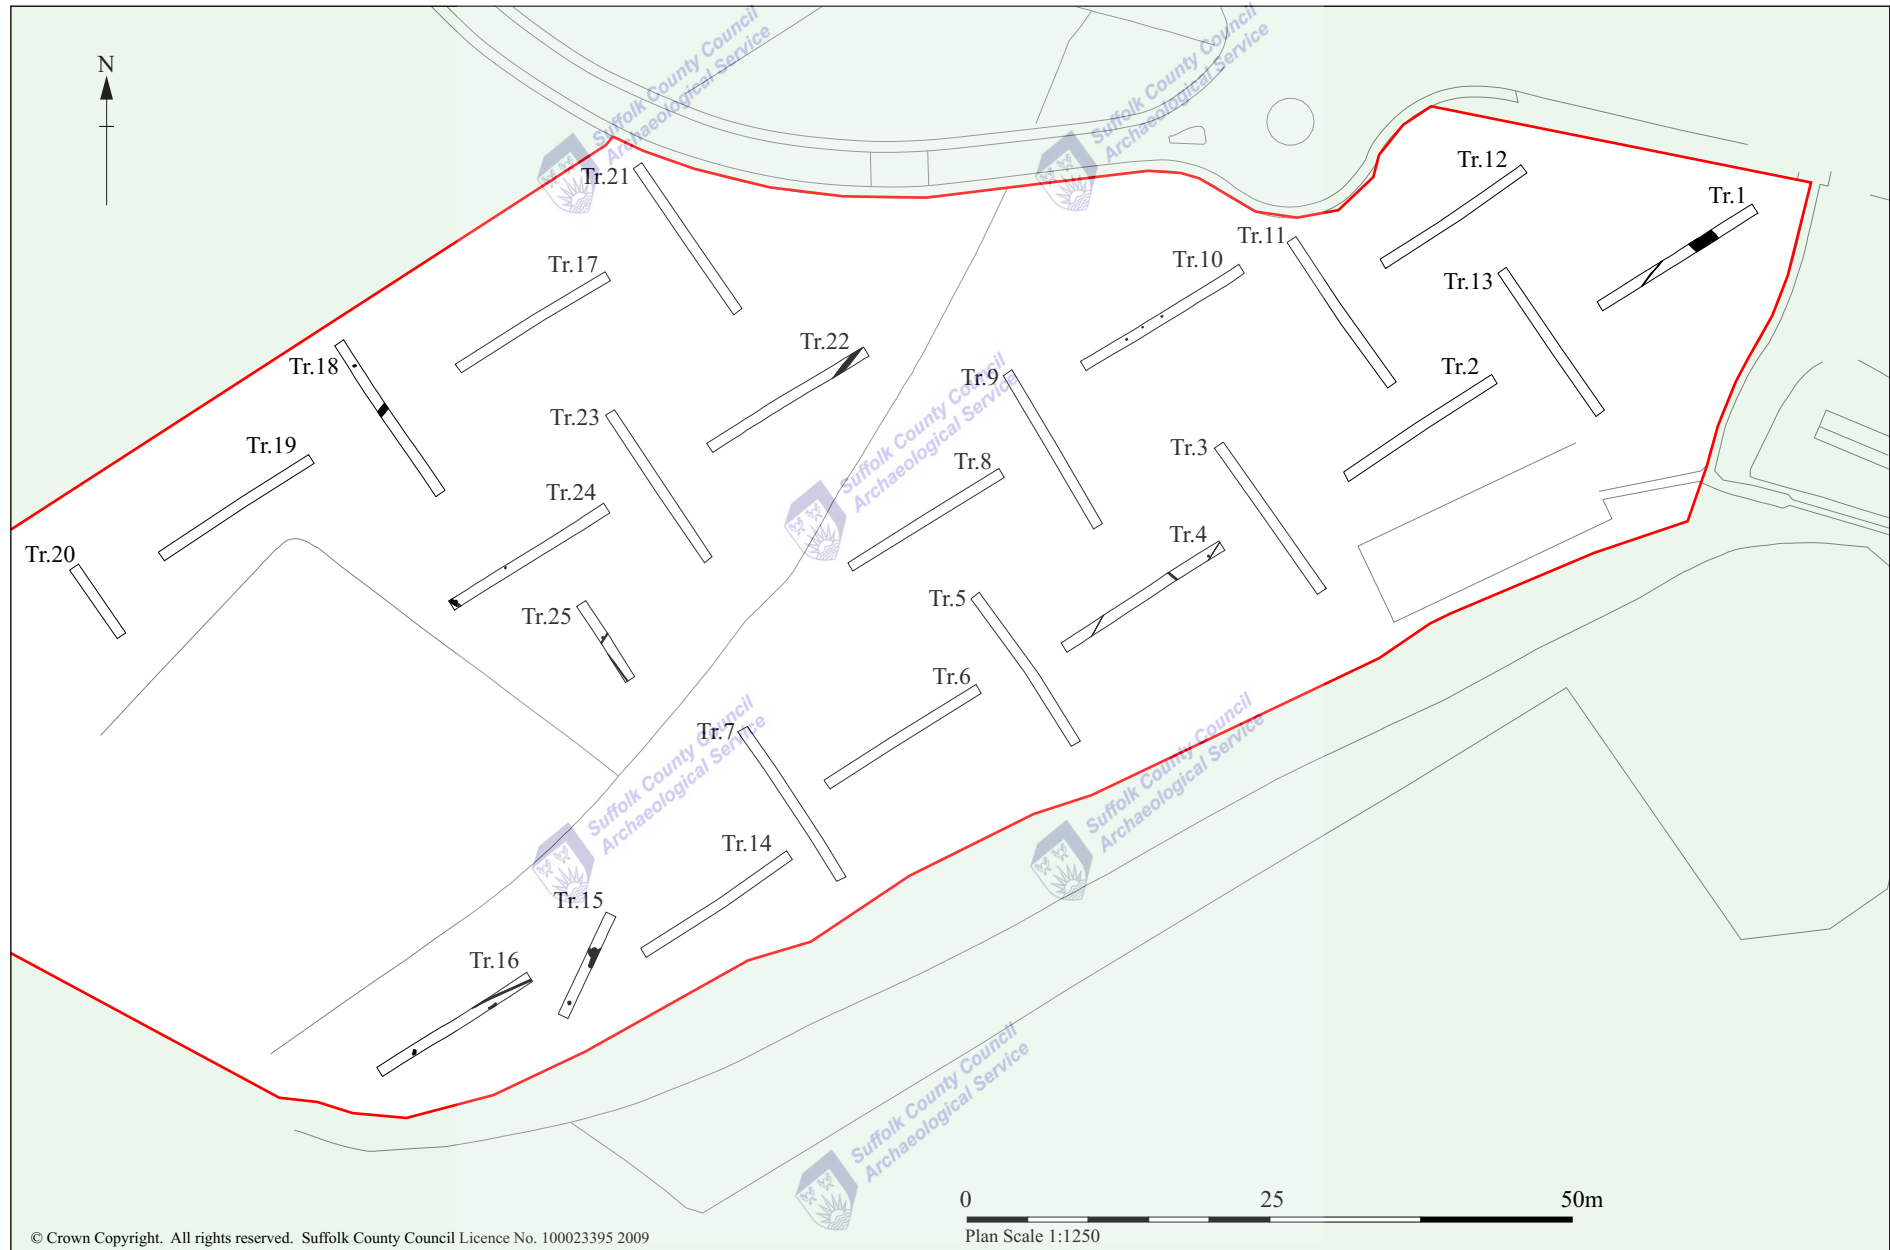 N
Suffolk County Council
Archaeological Service
Suffolk County Council
Archaeological Service
Tr.21
Tr.12
Tr.1
Tr.11
Tr.10
Tr.17
Tr.13
Tr.22
Tr.18
Tr.9
Tr.2
Suffolk County Council
Archaeological Service
Tr.23
Tr.3
Tr.19
Tr.8
Tr.24
Tr.4
Tr.20
Tr.5
Tr.25
Tr.6
Tr.7
Suffolk County Council
Archaeological Service
Suffolk County Council
Archaeological Service
Tr.14
Tr.15
Tr.16
Suffolk County Council
Archaeological Service
0 25 50m
Plan Scale 1:1250
© Crown Copyright. All rights reserved. Suffolk County Council Licence No. 100023395 2009